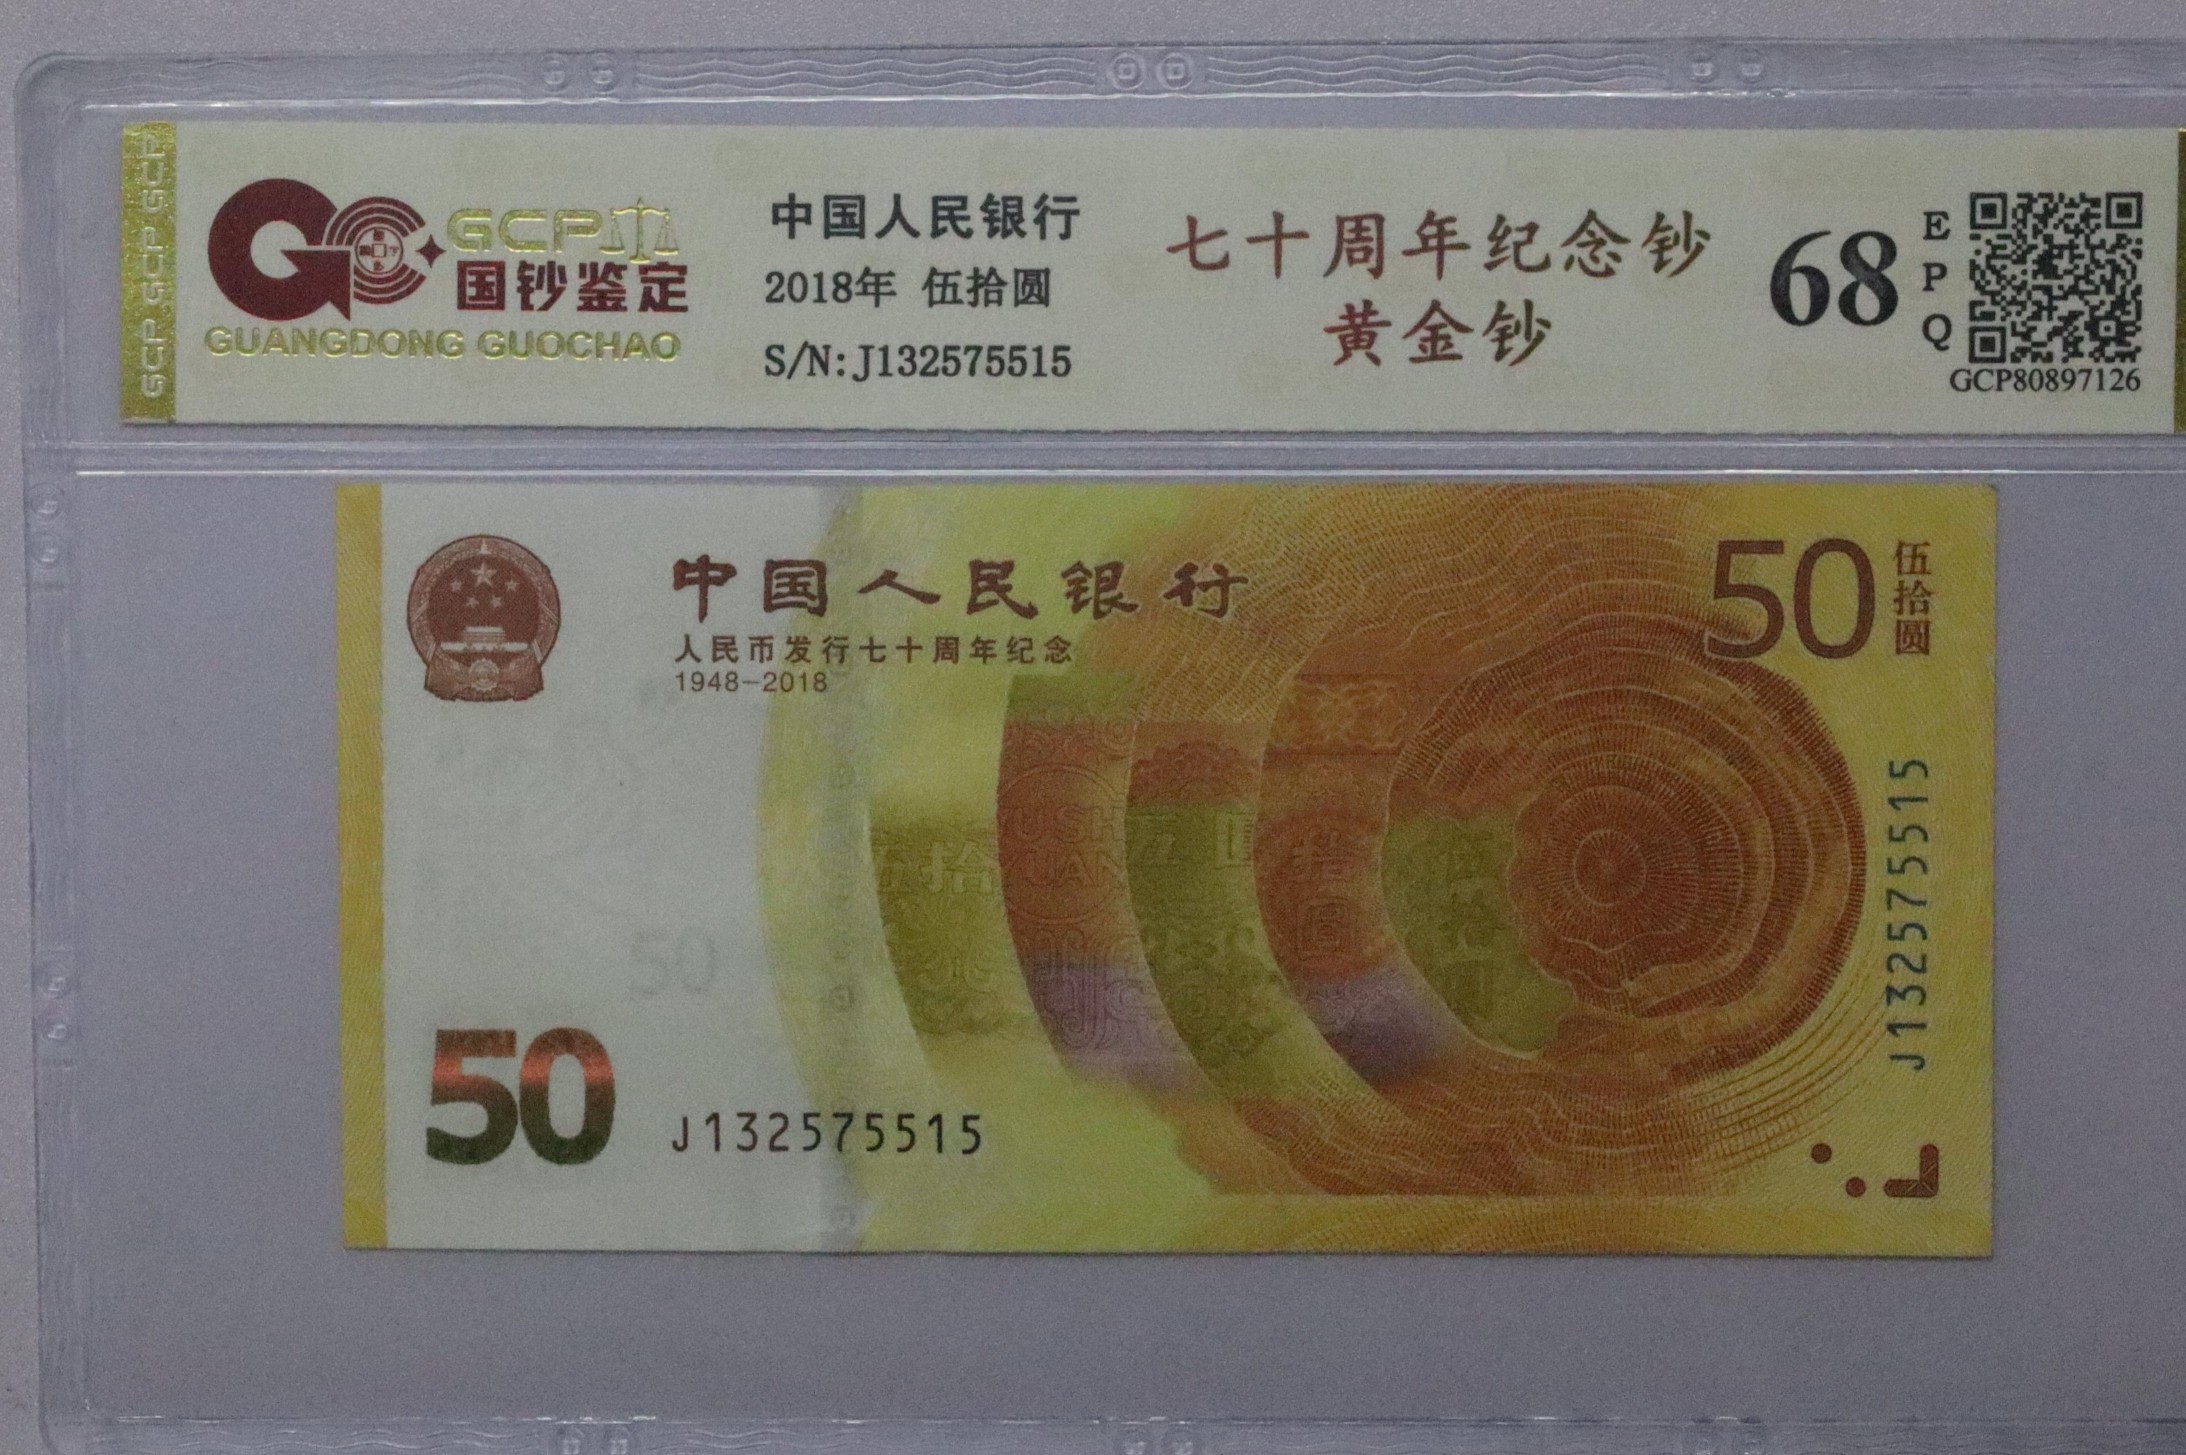 GCP GCP GCP
GCP
国钞鉴定
GUANGDONG GUOCHAO
中国人民银行
2018年 伍拾圆
S/N:J132575515
七十周年纪念钞
黄金钞
68
EPQ
GCP80897126
中国人民银行
人民币发行七十周年纪念
1948-2018
50
伍拾圆
J132575515
50
50
J132575515